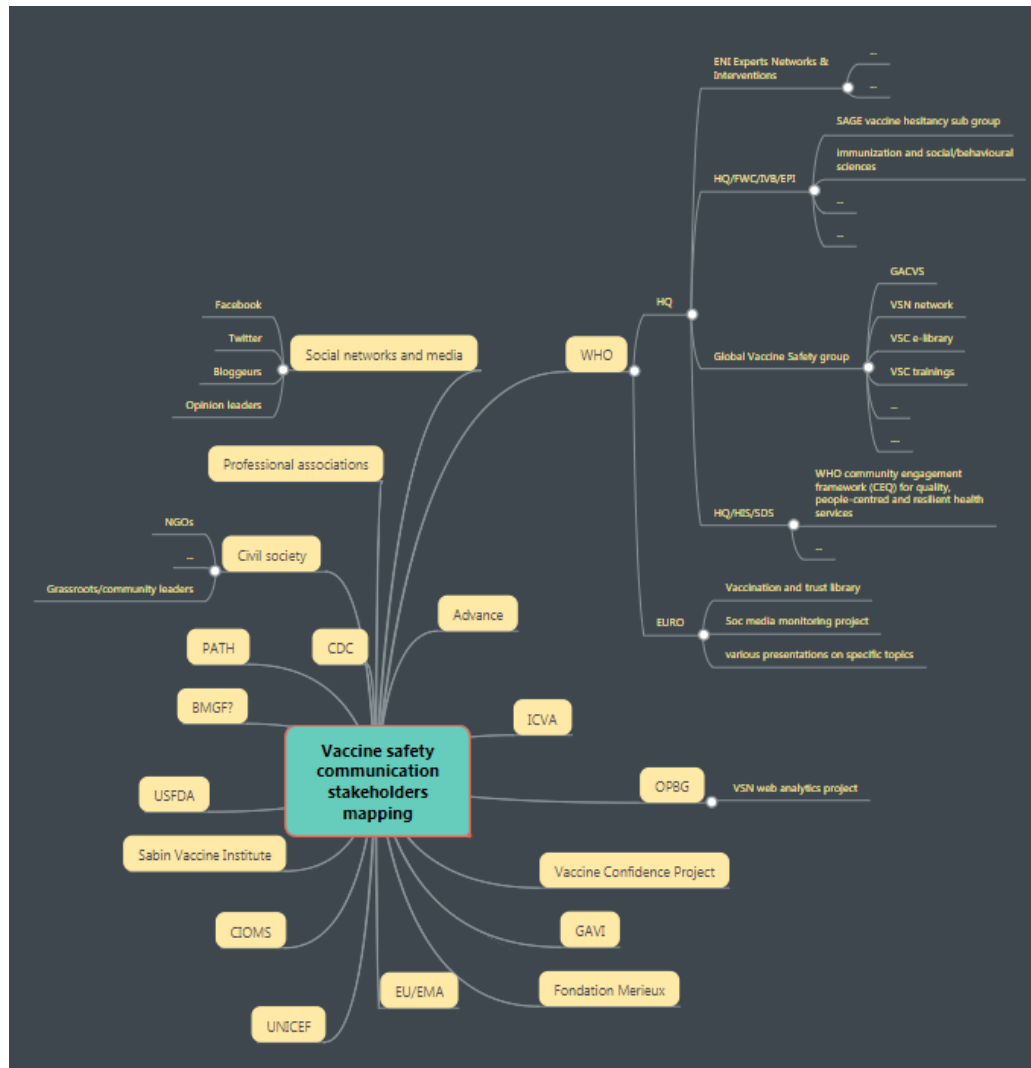 Vaccine safety
communication
stakeholders
mapping
WHO
HQ
ENI Experts Networks &
Interventions
...
...
HQ/FWC/IVB/EPI
SAGE vaccine hesitancy sub group
immunization and social/behavioural
sciences
...
...
Global Vaccine Safety group
GACVS
VSN network
VSC e-library
VSC trainings
...
....
HQ/HIS/SDS
WHO community engagement
framework (CEQ) for quality,
people-centred and resilient health
services
...
EURO
Vaccination and trust library
Soc media monitoring project
various presentations on specific topics
Advance
ICVA
OPBG
VSN web analytics project
Vaccine Confidence Project
GAVI
Fondation Merieux
EU/EMA
UNICEF
CIOMS
Sabin Vaccine Institute
USFDA
BMGF?
PATH
CDC
Civil society
NGOs
...
Grassroots/community leaders
Professional associations
Social networks and media
Facebook
Twitter
Bloggeurs
Opinion leaders